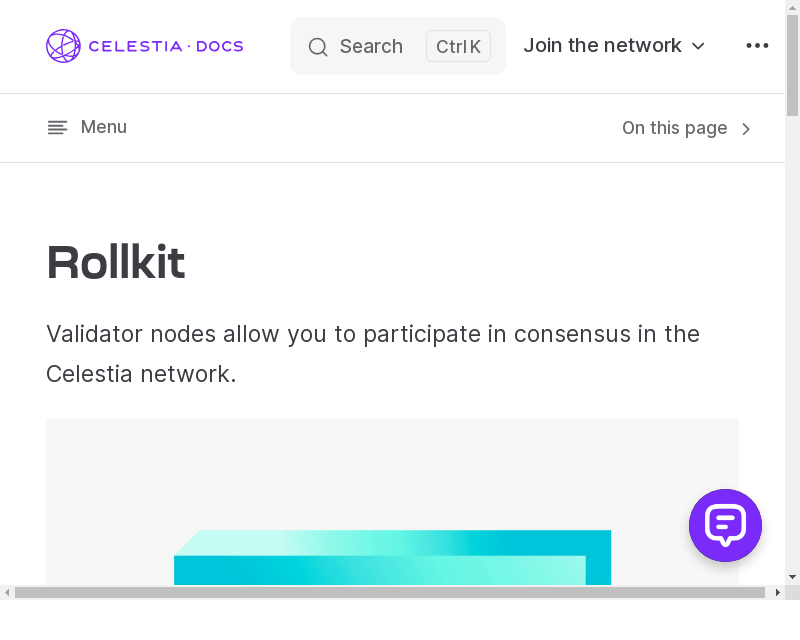 CELESTIA · DOCS
Search
Ctrl K
Join the network
Menu
On this page
Rollkit
Validator nodes allow you to participate in consensus in the
Celestia network.